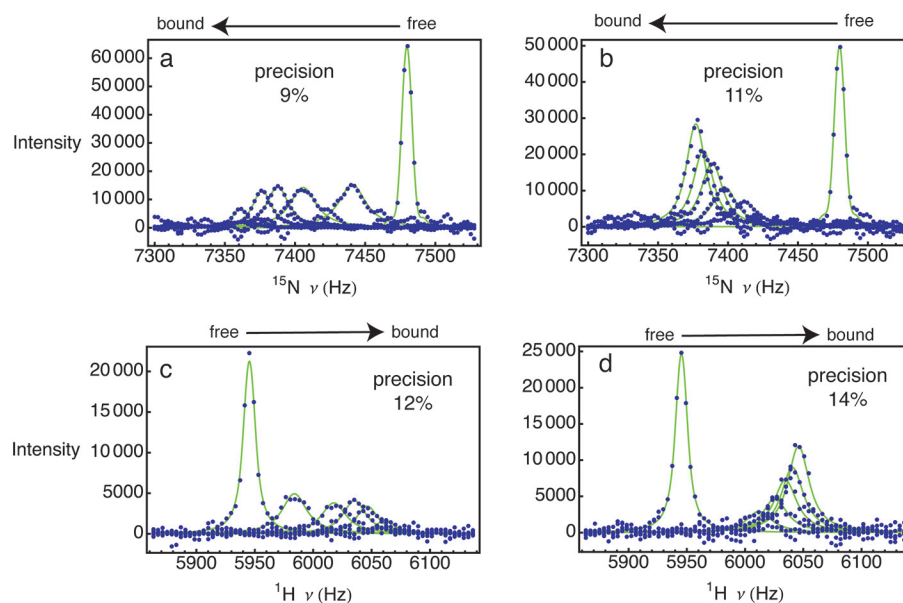 bound free
a
precision
9%
Intensity
60 000
50 000
40 000
30 000
20 000
10 000
0
7300 7350 7400 7450 7500
15N ν (Hz)
bound free
b
precision
11%
50 000
40 000
30 000
20 000
10 000
0
7300 7350 7400 7450 7500
15N ν (Hz)
free bound
c
precision
12%
Intensity
20 000
15 000
10 000
5000
0
5900 5950 6000 6050 6100
1H ν (Hz)
free bound
d
precision
14%
25 000
20 000
15 000
10 000
5000
0
5900 5950 6000 6050 6100
1H ν (Hz)